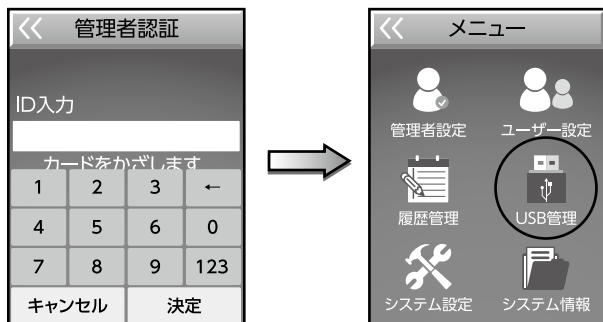 管理者認証
ID入力
カードをかざします
1 2 3 ←
4 5 6 0
7 8 9 123
キャンセル 決定
メニュー
管理者設定 ユーザー設定
履歴管理 USB管理
システム設定 システム情報